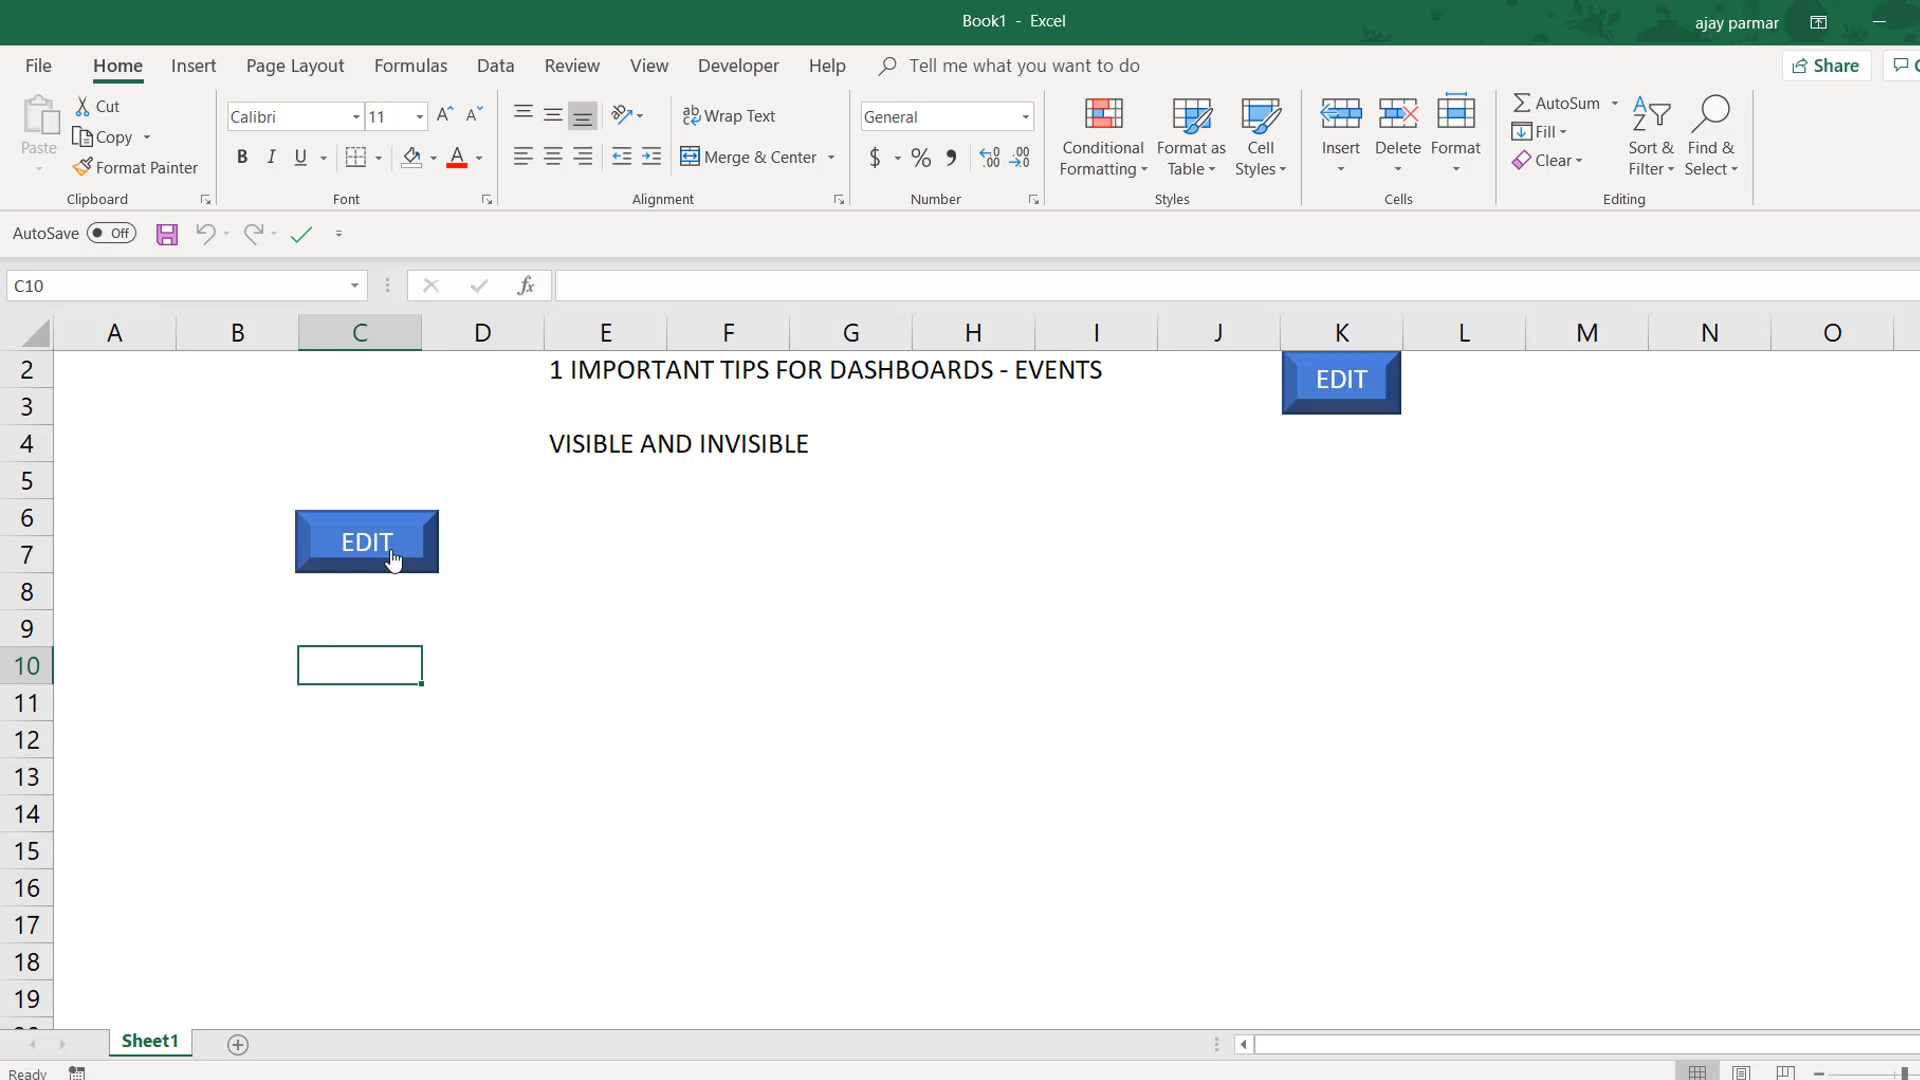 Book1 - Excel
ajay parmar
File Home Insert Page Layout Formulas Data Review View Developer Help Tell me what you want to do
Share
Paste
Cut
Copy
Format Painter
Clipboard
Calibri 11
B I U A
Font
Wrap Text
Merge & Center
Alignment
General
$ % ,
Number
Conditional Formatting
Format as Table
Cell Styles
Styles
Insert
Delete
Format
Cells
AutoSum
Fill
Clear
Sort & Filter
Find & Select
Editing
AutoSave Off
C10
fx
A B C D E F G H I J K L M N O
2 1 IMPORTANT TIPS FOR DASHBOARDS - EVENTS EDIT
3
4 VISIBLE AND INVISIBLE
5
6
EDIT
7
8
9
10
11
12
13
14
15
16
17
18
19
Sheet1
Ready